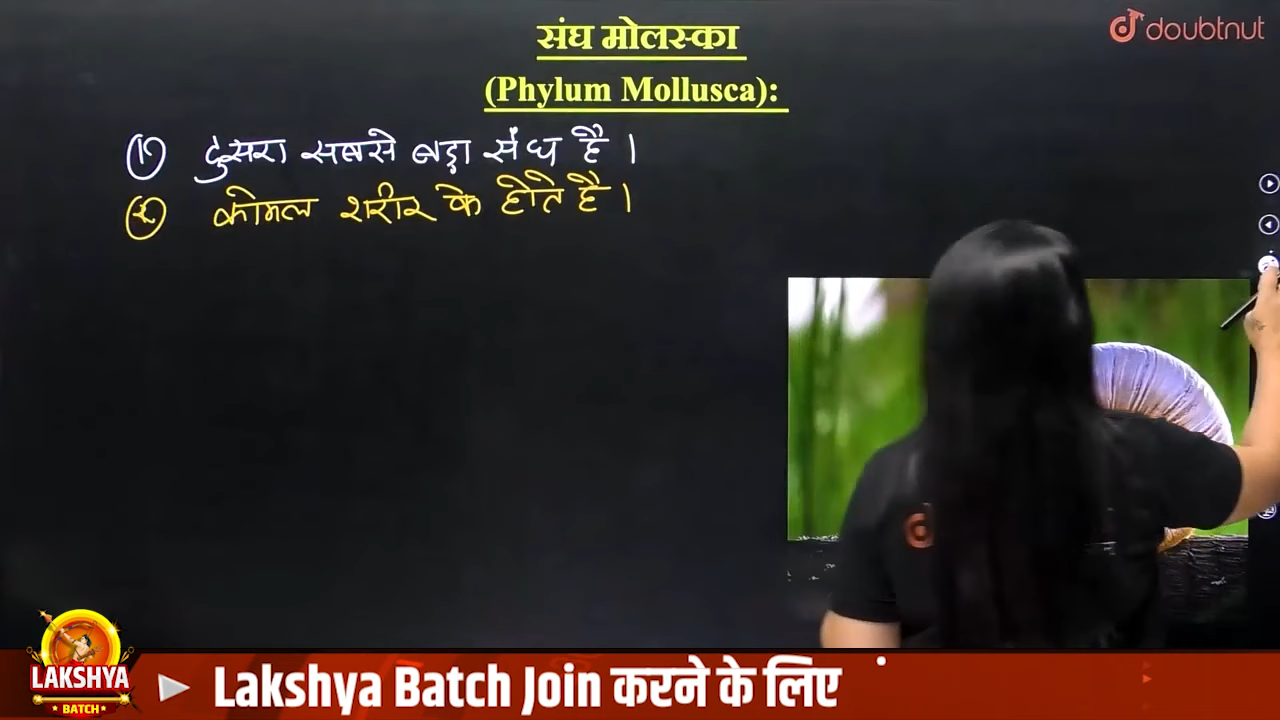 संघ मोलस्का
doubtnut
(Phylum Mollusca):
(1) दुसरा सबसे बड़ा संघ है ।
(2) कोमल शरीर के होते है ।
LAKSHYA
BATCH
Lakshya Batch Join करने के लिए